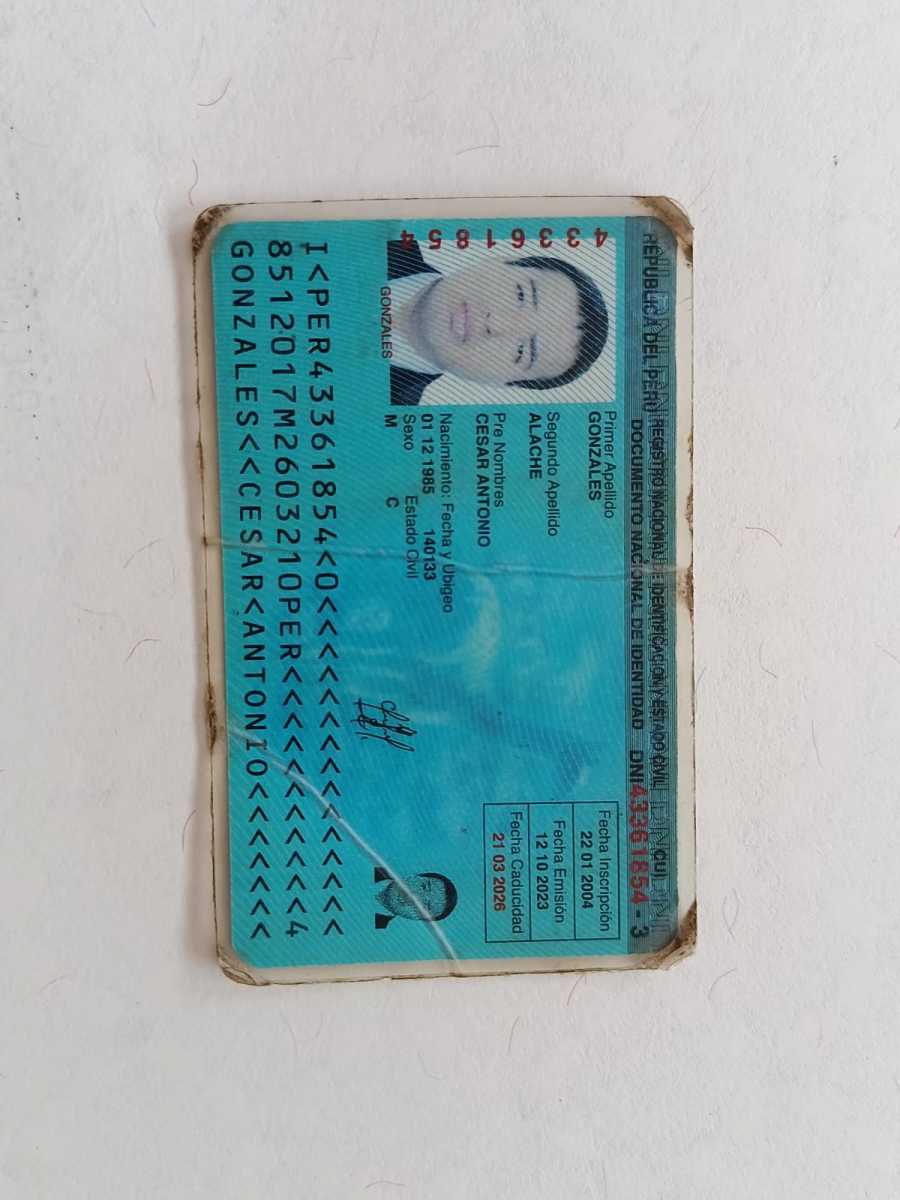 REPUBLICA DEL PERU REGISTRO NACIONAL DE IDENTIFICACION Y ESTADO CIVIL
CUI
DOCUMENTO NACIONAL DE IDENTIDAD DNI 43361854 - 3
43361854
GONZALES
Primer Apellido
GONZALES
Segundo Apellido
ALACHE
Pre Nombres
CESAR ANTONIO
Nacimiento: Fecha y Ubigeo
01 12 1985 140133
Sexo Estado Civil
M C
Fecha Inscripción
22 01 2004
Fecha Emisión
12 10 2023
Fecha Caducidad
21 03 2026
I<PER43361854<0<<<<<<<<<<<<<<<
8512017M2603210PER<<<<<<<<<<<4
GONZALES<<CESAR<ANTONIO<<<<<<<